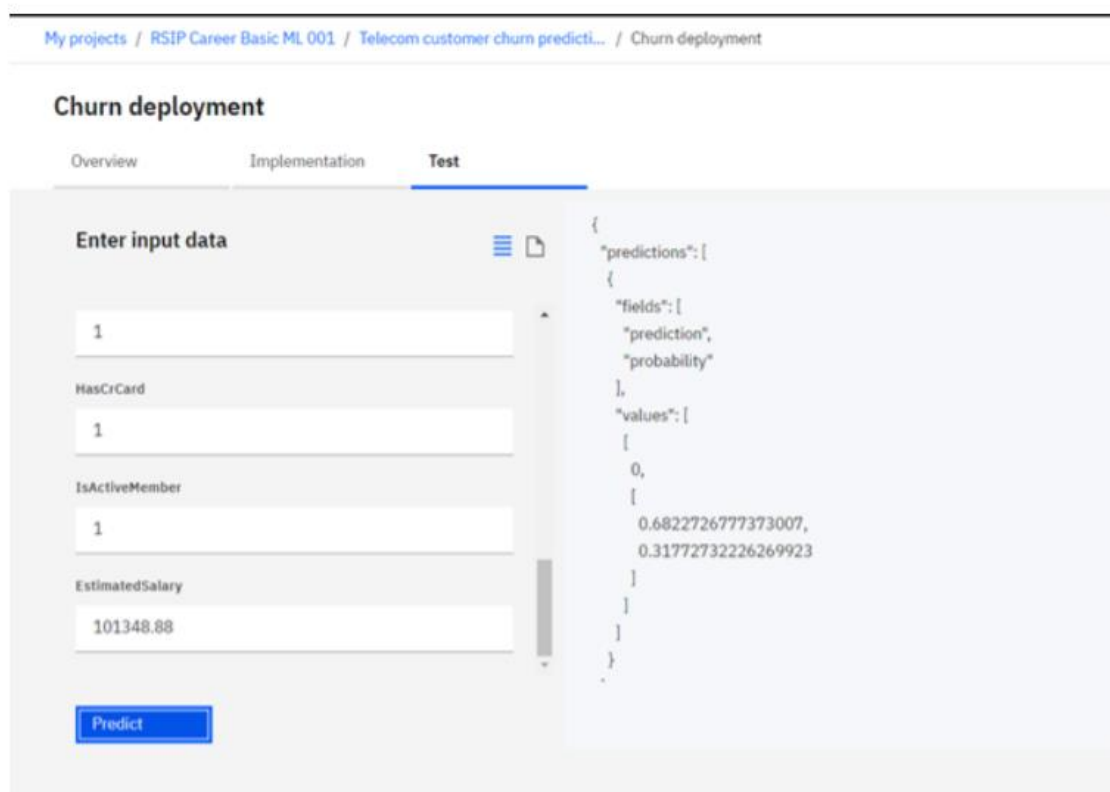 My projects / RSIP Career Basic ML 001 / Telecom customer churn predicti... / Churn deployment
Churn deployment
Overview Implementation Test
Enter input data
1
HasCrCard
1
IsActiveMember
1
EstimatedSalary
101348.88
Predict
{
"predictions": [
{
"fields": [
"prediction",
"probability"
],
"values": [
[
0,
[
0.6822726777373007,
0.31772732226269923
]
]
]
}